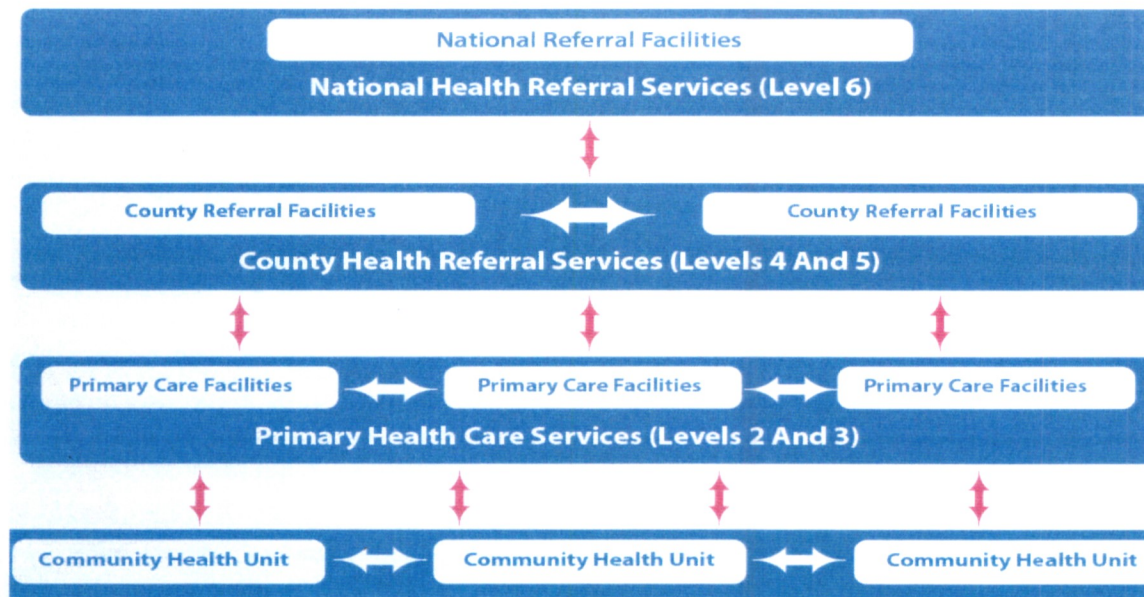 National Referral Facilities
National Health Referral Services (Level 6)
County Referral Facilities
County Referral Facilities
County Health Referral Services (Levels 4 And 5)
Primary Care Facilities
Primary Care Facilities
Primary Care Facilities
Primary Health Care Services (Levels 2 And 3)
Community Health Unit
Community Health Unit
Community Health Unit